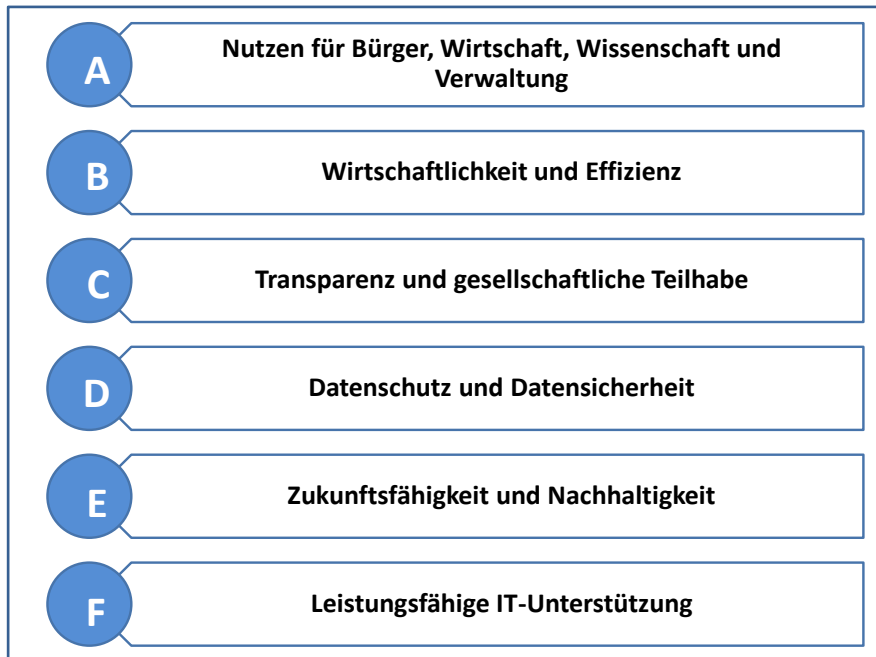 A
Nutzen für Bürger, Wirtschaft, Wissenschaft und
Verwaltung
B
Wirtschaftlichkeit und Effizienz
C
Transparenz und gesellschaftliche Teilhabe
D
Datenschutz und Datensicherheit
E
Zukunftsfähigkeit und Nachhaltigkeit
F
Leistungsfähige IT-Unterstützung